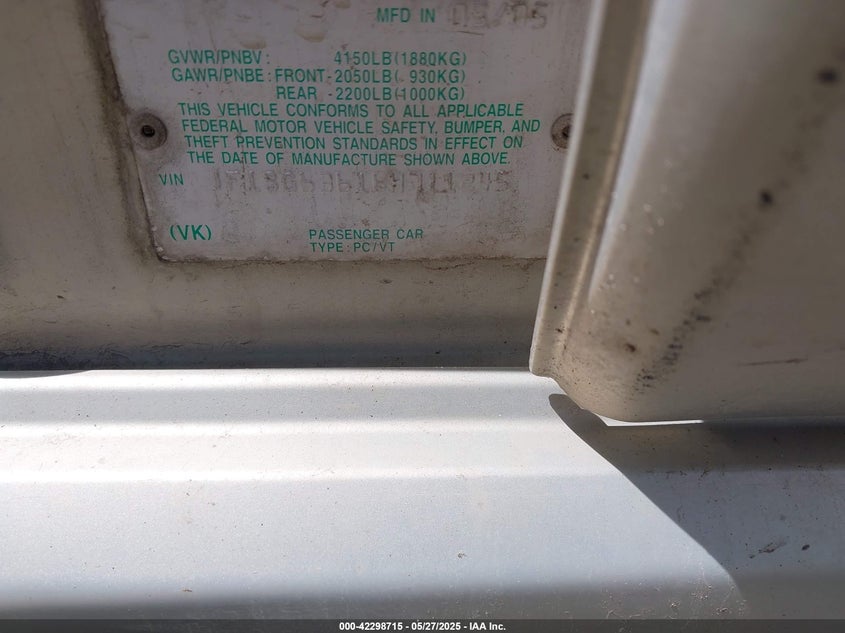 MFD IN 03/05
GVWR/PNBV: 4150LB(1880KG)
GAWR/PNBE: FRONT-2050LB(- 930KG)
REAR -2200LB(-1000KG)
THIS VEHICLE CONFORMS TO ALL APPLICABLE
FEDERAL MOTOR VEHICLE SAFETY, BUMPER, AND
THEFT PREVENTION STANDARDS IN EFFECT ON
THE DATE OF MANUFACTURE SHOWN ABOVE.
VIN
(VK) PASSENGER CAR
TYPE: PC/VT
000-42298715 — 05/27/2025 — IAA Inc.